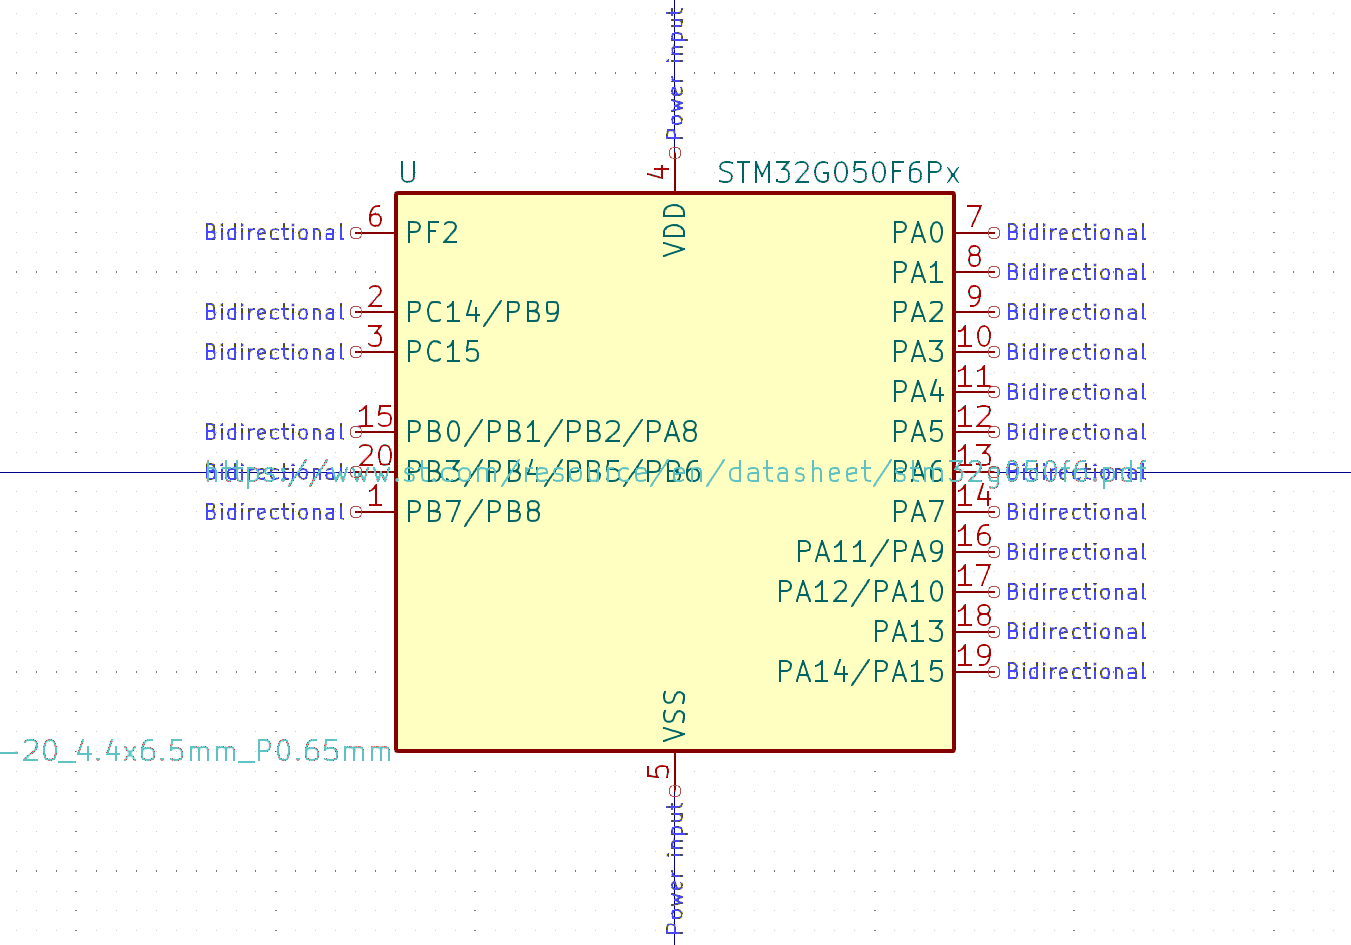 Power input
4
U STM32G050F6Px
VDD
Bidirectional 6 PF2 PA0 7 Bidirectional
PA1 8 Bidirectional
Bidirectional 2 PC14/PB9 PA2 9 Bidirectional
Bidirectional 3 PC15 PA3 10 Bidirectional
PA4 11 Bidirectional
Bidirectional 15 PB0/PB1/PB2/PA8 PA5 12 Bidirectional
Bidirectional 20 PB3/PB4/PB5/PB6 PA6 13 Bidirectional
https://www.st.com/resource/en/datasheet/stm32g050f6.pdf
Bidirectional 1 PB7/PB8 PA7 14 Bidirectional
PA11/PA9 16 Bidirectional
PA12/PA10 17 Bidirectional
PA13 18 Bidirectional
PA14/PA15 19 Bidirectional
VSS
-20_4.4x6.5mm_P0.65mm
5
Power input